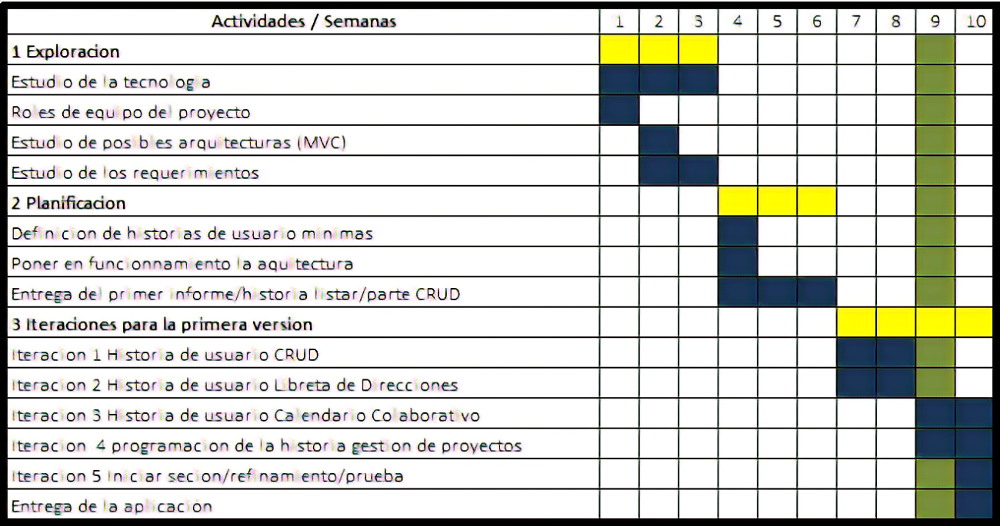 Actividades / Semanas 1 2 3 4 5 6 7 8 9 10
1 Exploracion
Estudio de la tecnologia
Roles de equipo del proyecto
Estudio de posibles arquitecturas (MVC)
Estudio de los requerimientos
2 Planificacion
Definicion de historias de usuario minimas
Poner en funcionnamiento la aquitectura
Entrega del primer informe/historia listar/parte CRUD
3 Iteraciones para la primera version
Iteracion 1 Historia de usuario CRUD
Iteracion 2 Historia de usuario Libreta de Direcciones
Iteracion 3 Historia de usuario Calendario Colaborativo
Iteracion 4 programacion de la historia gestion de proyectos
Iteracion 5 Iniciar secion/refinamiento/prueba
Entrega de la aplicación